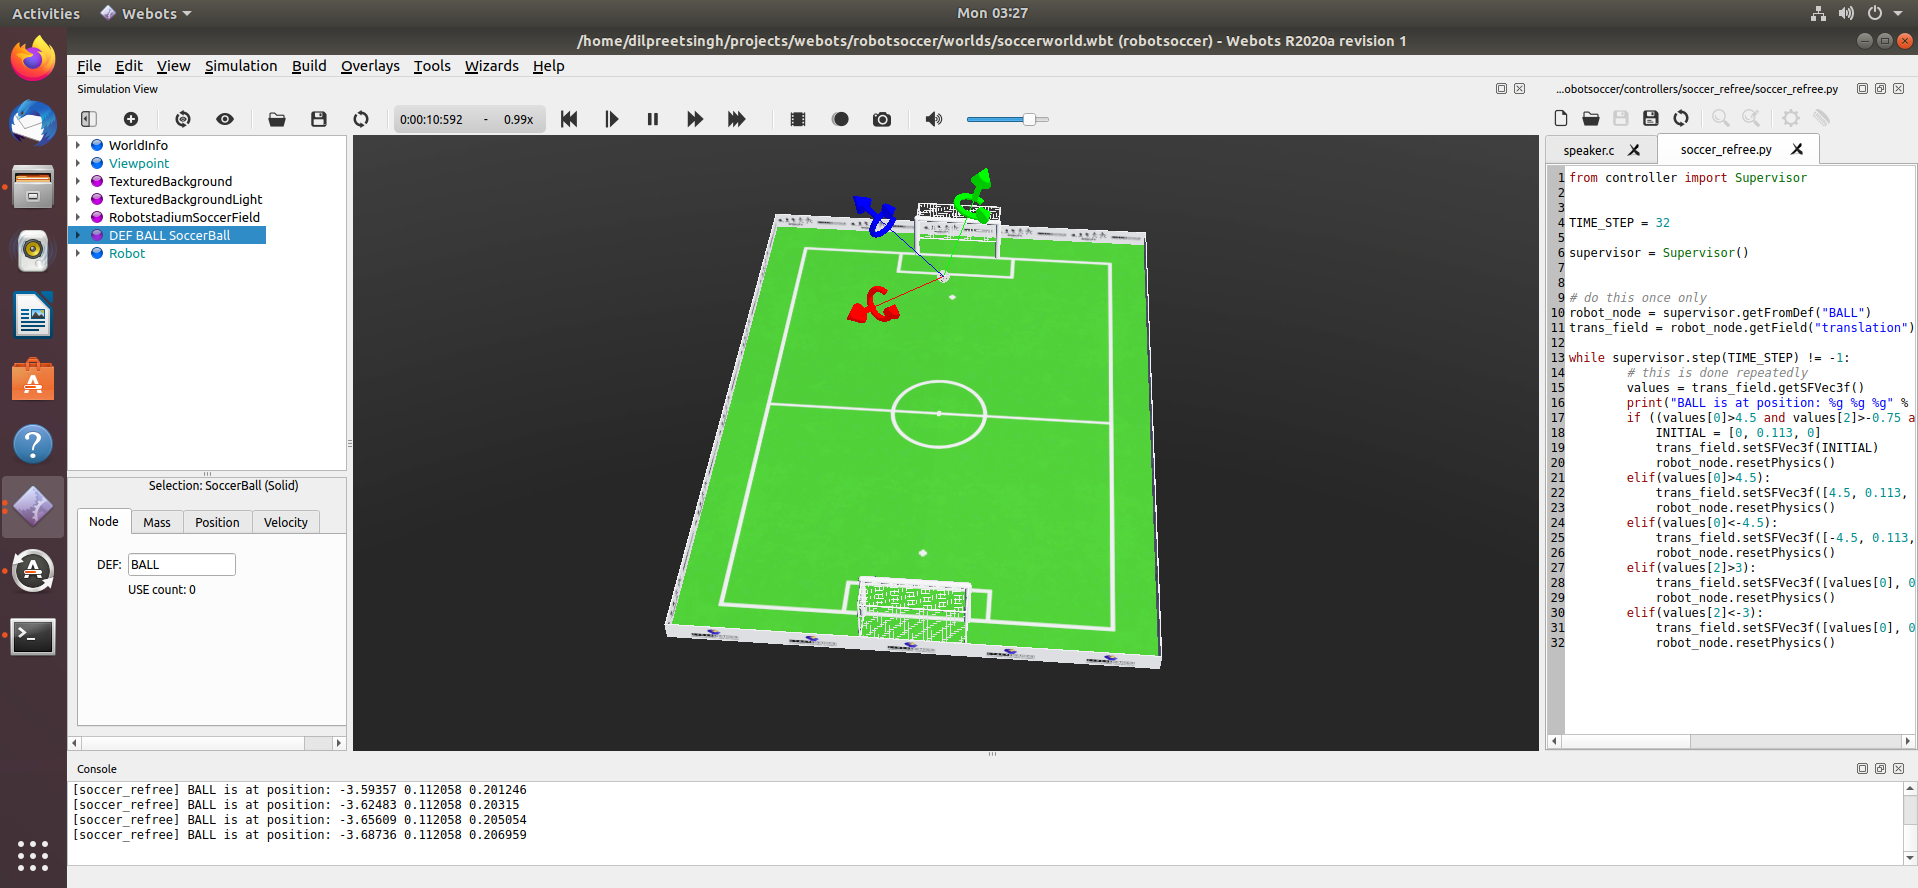 Activities Webots Mon 03:27
/home/dilpreetsingh/projects/webots/robotsoccer/worlds/soccerworld.wbt (robotsoccer) - Webots R2020a revision 1
File Edit View Simulation Build Overlays Tools Wizards Help
Simulation View
...obotsoccer/controllers/soccer_refree/soccer_refree.py
0:00:10:592 - 0.99x
WorldInfo
Viewpoint
TexturedBackground
TexturedBackgroundLight
RobotstadiumSoccerField
DEF BALL SoccerBall
Robot
Selection: SoccerBall (Solid)
Node Mass Position Velocity
DEF: BALL
USE count: 0
speaker.c soccer_refree.py
1 from controller import Supervisor
2
3
4 TIME_STEP = 32
5
6 supervisor = Supervisor()
7
8
9 # do this once only
10 robot_node = supervisor.getFromDef("BALL")
11 trans_field = robot_node.getField("translation")
12
13 while supervisor.step(TIME_STEP) != -1:
14 # this is done repeatedly
15 values = trans_field.getSFVec3f()
16 print("BALL is at position: %g %g %g" %
17 if ((values[0]>4.5 and values[2]>-0.75 a
18 INITIAL = [0, 0.113, 0]
19 trans_field.setSFVec3f(INITIAL)
20 robot_node.resetPhysics()
21 elif(values[0]>4.5):
22 trans_field.setSFVec3f([4.5, 0.113,
23 robot_node.resetPhysics()
24 elif(values[0]<-4.5):
25 trans_field.setSFVec3f([-4.5, 0.113,
26 robot_node.resetPhysics()
27 elif(values[2]>3):
28 trans_field.setSFVec3f([values[0], 0
29 robot_node.resetPhysics()
30 elif(values[2]<-3):
31 trans_field.setSFVec3f([values[0], 0
32 robot_node.resetPhysics()
Console
[soccer_refree] BALL is at position: -3.59357 0.112058 0.201246
[soccer_refree] BALL is at position: -3.62483 0.112058 0.20315
[soccer_refree] BALL is at position: -3.65609 0.112058 0.205054
[soccer_refree] BALL is at position: -3.68736 0.112058 0.206959